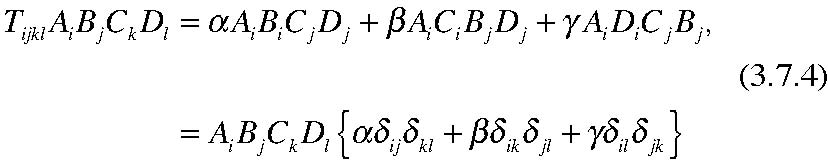 T_{ijkl}A_iB_jC_kD_l = αA_iB_iC_jD_j + βA_iC_iB_jD_j + γA_iD_iC_jB_j,
(3.7.4)
= A_iB_jC_kD_l {αδ_{ij}δ_{kl} + βδ_{ik}δ_{jl} + γδ_{il}δ_{jk}}